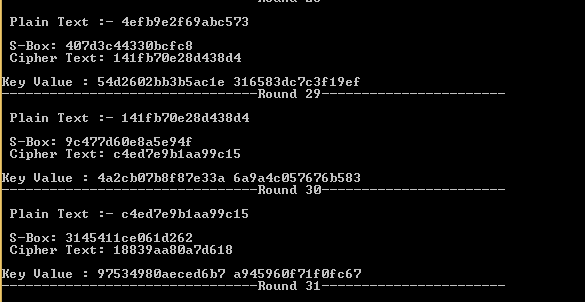 Plain Text :- 4efb9e2f69abc573
S-Box: 407d3c44330bcfc8
Cipher Text: 141fb70e28d438d4
Key Value : 54d2602bb3b5ac1e 316583dc7c3f19ef
-----------------------------Round 29------------------------
Plain Text :- 141fb70e28d438d4
S-Box: 9c477d60e8a5e94f
Cipher Text: c4ed7e9b1aa99c15
Key Value : 4a2cb07b8f87e33a 6a9a4c057676b583
-----------------------------Round 30------------------------
Plain Text :- c4ed7e9b1aa99c15
S-Box: 3145411ce061d262
Cipher Text: 18839aa80a7d618
Key Value : 97534980aeced6b7 a945960f71f0fc67
-----------------------------Round 31------------------------